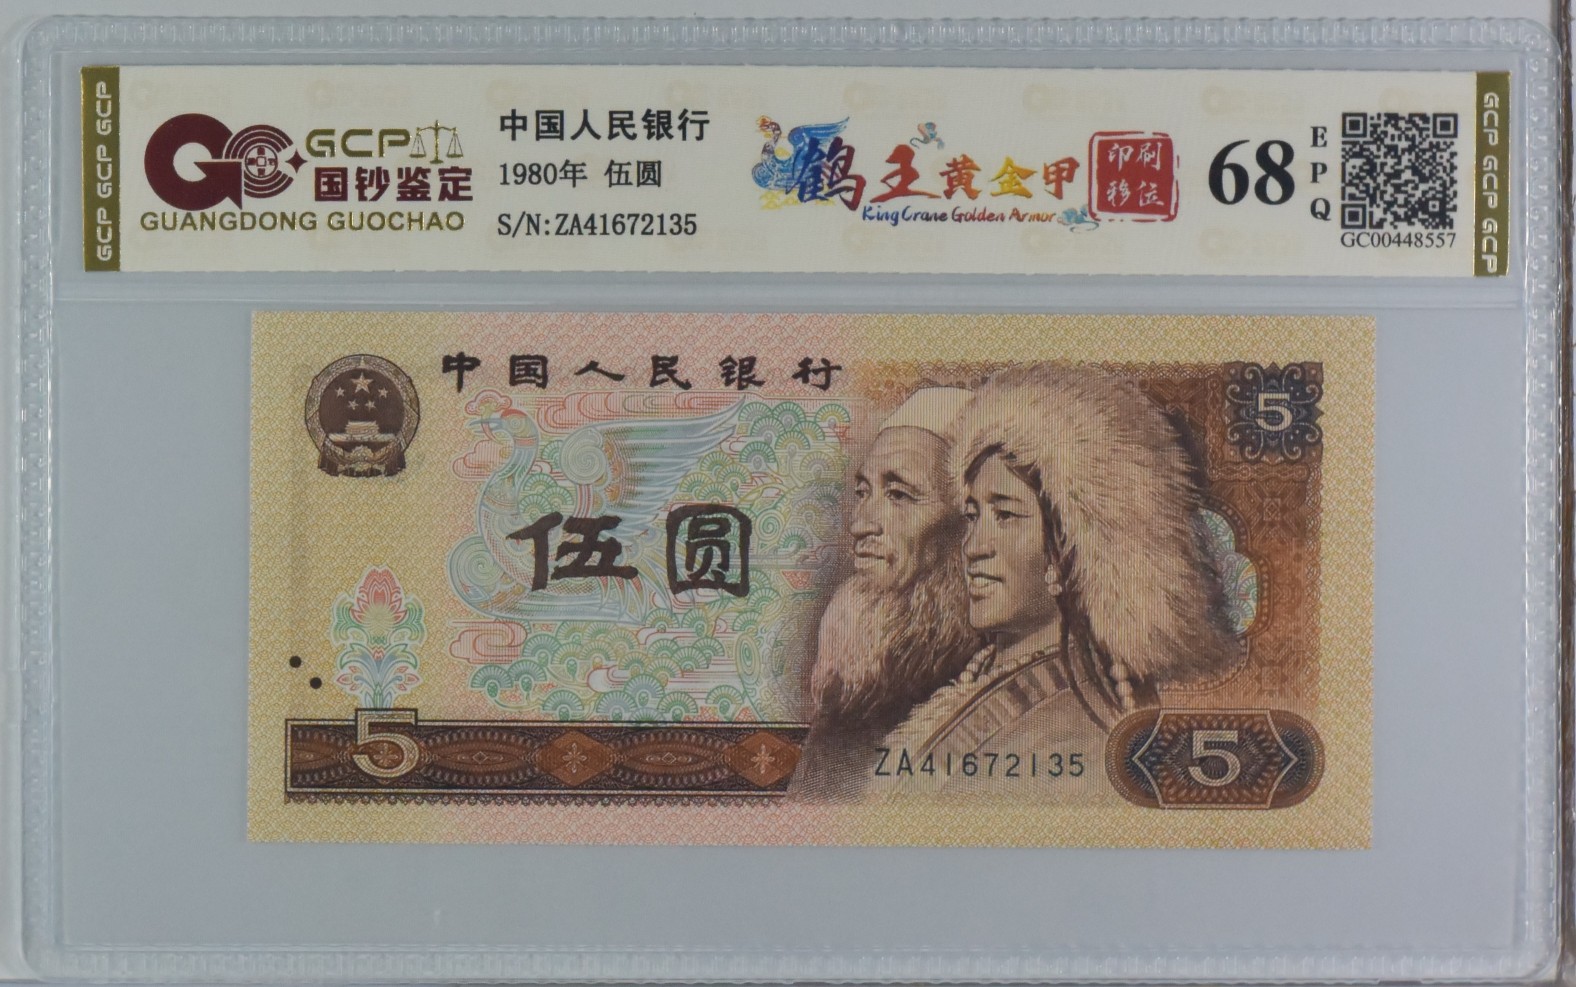 GCP GCP GCP
GCP
国钞鉴定
GUANGDONG GUOCHAO
中国人民银行
1980年 伍圆
S/N:ZA41672135
鹤王黄金甲
King Crane Golden Armor
印刷
移位
68
EPQ
GC00448557
GCP GCP GCP
中国人民银行
5
伍圆
5
ZA41672135
5